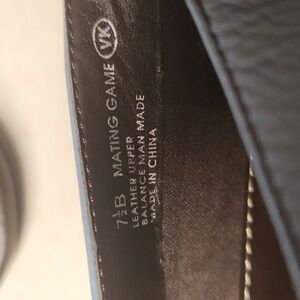 7½B MATING GAME VK
LEATHER UPPER
BALANCE MAN MADE
MADE IN CHINA